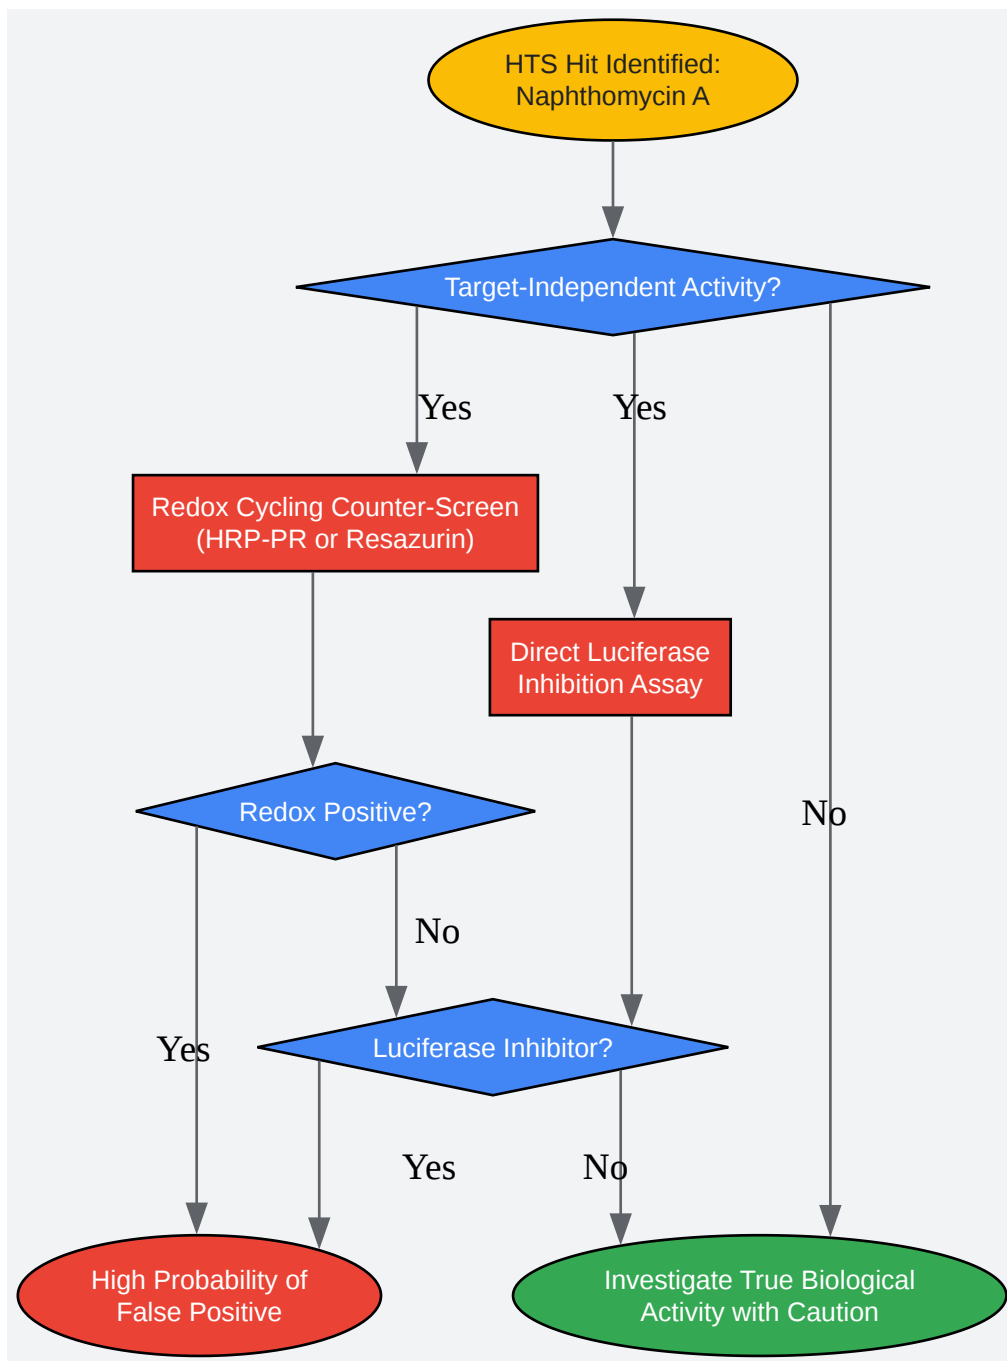 HTS Hit Identified:
Naphthomycin A
Target-Independent Activity?
Yes
Yes
Redox Cycling Counter-Screen
(HRP-PR or Resazurin)
Direct Luciferase
Inhibition Assay
Redox Positive?
No
No
Yes
Luciferase Inhibitor?
Yes
No
High Probability of
False Positive
Investigate True Biological
Activity with Caution